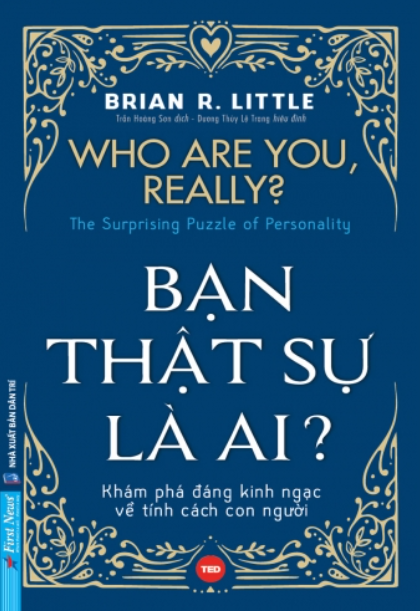 BRIAN R. LITTLE
Trần Hoàng Sơn dịch - Dương Thùy Lê Trang hiệu đính
WHO ARE YOU,
REALLY?
The Surprising Puzzle of Personality
BẠN
THẬT SỰ
LÀ AI?
Khám phá đáng kinh ngạc
về tính cách con người
TED
NHÀ XUẤT BẢN DÂN TRÍ
First News